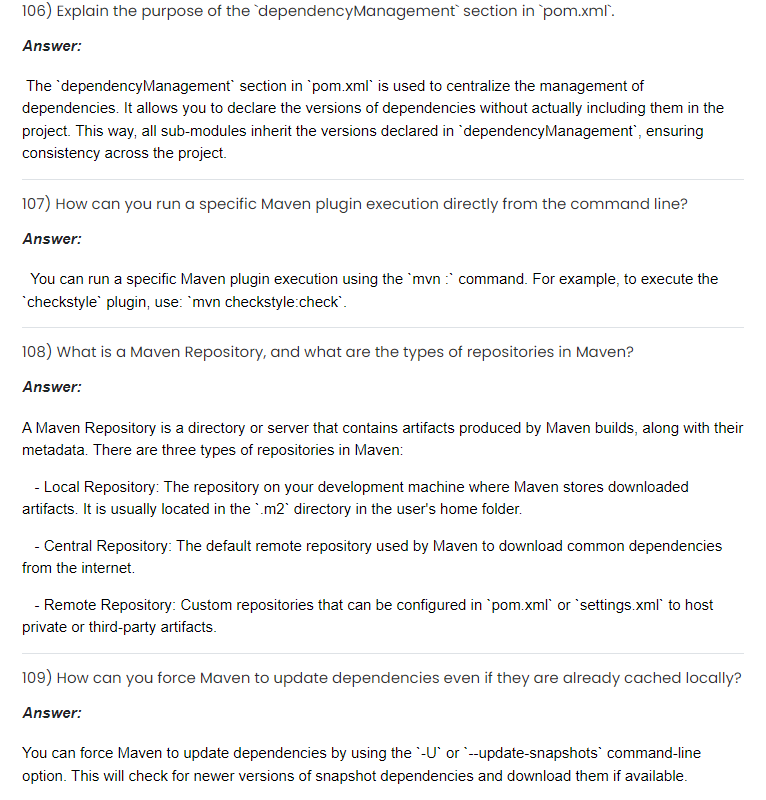 106) Explain the purpose of the `dependencyManagement` section in `pom.xml`.
Answer:
The `dependencyManagement` section in `pom.xml` is used to centralize the management of
dependencies. It allows you to declare the versions of dependencies without actually including them in the
project. This way, all sub-modules inherit the versions declared in `dependencyManagement`, ensuring
consistency across the project.
107) How can you run a specific Maven plugin execution directly from the command line?
Answer:
You can run a specific Maven plugin execution using the `mvn :` command. For example, to execute the
`checkstyle` plugin, use: `mvn checkstyle:check`.
108) What is a Maven Repository, and what are the types of repositories in Maven?
Answer:
A Maven Repository is a directory or server that contains artifacts produced by Maven builds, along with their
metadata. There are three types of repositories in Maven:
- Local Repository: The repository on your development machine where Maven stores downloaded
artifacts. It is usually located in the `.m2` directory in the user's home folder.
- Central Repository: The default remote repository used by Maven to download common dependencies
from the internet.
- Remote Repository: Custom repositories that can be configured in `pom.xml` or `settings.xml` to host
private or third-party artifacts.
109) How can you force Maven to update dependencies even if they are already cached locally?
Answer:
You can force Maven to update dependencies by using the `-U` or `--update-snapshots` command-line
option. This will check for newer versions of snapshot dependencies and download them if available.